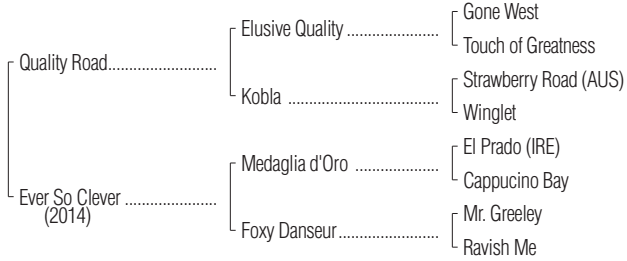 Gone West
Elusive Quality ........................
Touch of Greatness
Quality Road...........................
Strawberry Road (AUS)
Kobla ......................................
Winglet
El Prado (IRE)
Medaglia d'Oro .....................
Cappucino Bay
Ever So Clever .......................
(2014)
Mr. Greeley
Foxy Danseur.........................
Ravish Me